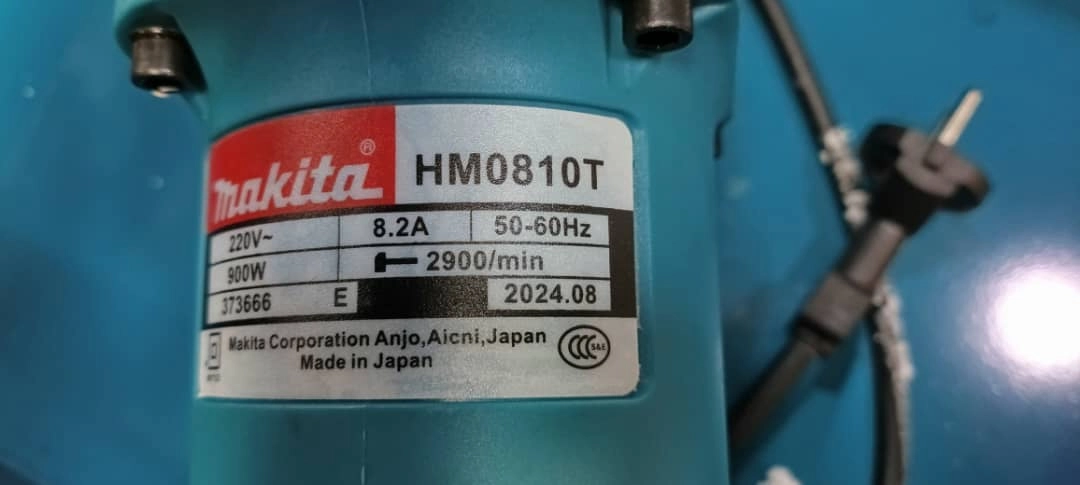 makita®
HM0810T
220V~ 8.2A 50-60Hz
900W 2900/min
373666 E 2024.08
Makita Corporation Anjo,Aicni,Japan
Made in Japan
CCC S&E